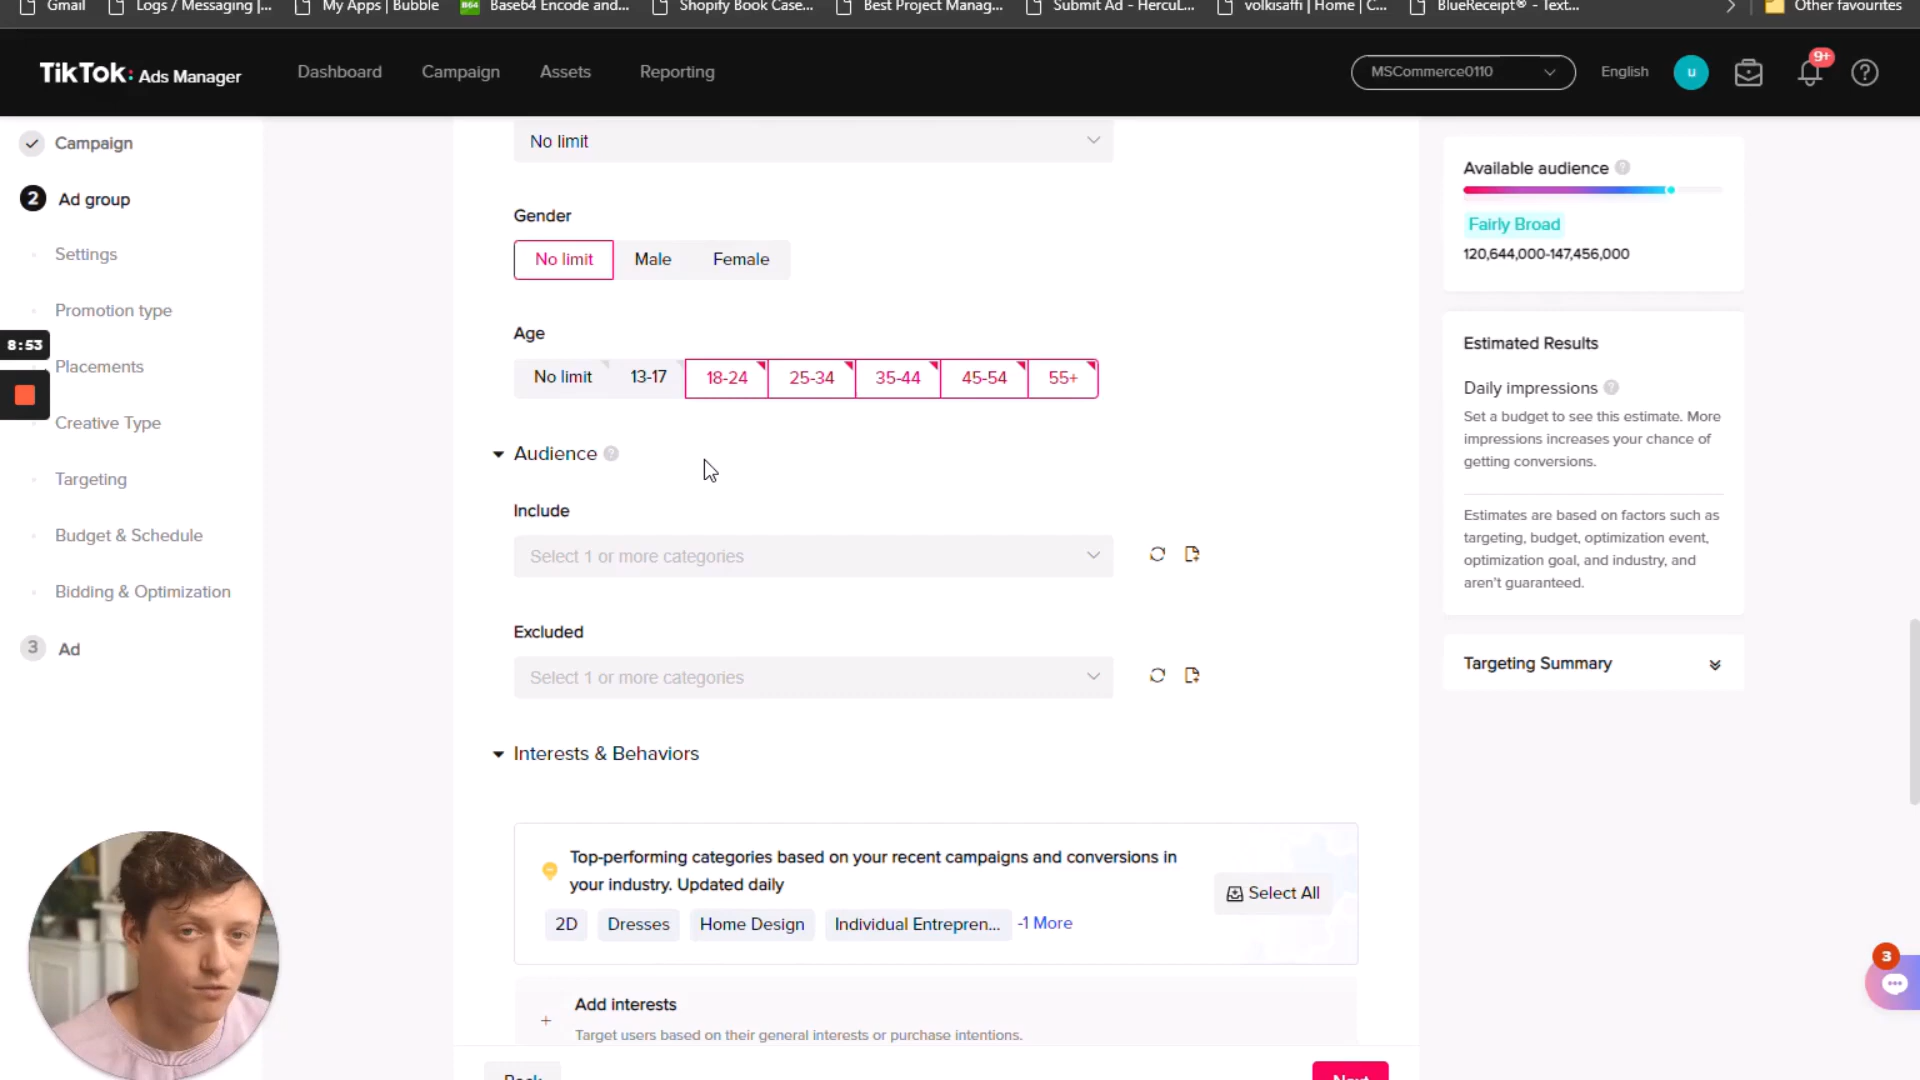 Gmail Logs / Messaging |... My Apps | Bubble B64 Base64 Encode and... Shopify Book Case... Best Project Manag... Submit Ad - HercuL... volkisaffi | Home | C... BlueReceipt® - Text... Other favourites
TikTok: Ads Manager Dashboard Campaign Assets Reporting MSCommerce0110 English u 9+
Campaign
2 Ad group
Settings
Promotion type
8:53
Placements
Creative Type
Targeting
Budget & Schedule
Bidding & Optimization
3 Ad
No limit
Gender
No limit Male Female
Age
No limit 13-17 18-24 25-34 35-44 45-54 55+
Audience
Include
Select 1 or more categories
Excluded
Select 1 or more categories
Interests & Behaviors
Top-performing categories based on your recent campaigns and conversions in
your industry. Updated daily
Select All
2D Dresses Home Design Individual Entrepren... -1 More
Add interests
Target users based on their general interests or purchase intentions.
Back Next
Available audience
Fairly Broad
120,644,000-147,456,000
Estimated Results
Daily impressions
Set a budget to see this estimate. More
impressions increases your chance of
getting conversions.
Estimates are based on factors such as
targeting, budget, optimization event,
optimization goal, and industry, and
aren't guaranteed.
Targeting Summary
3